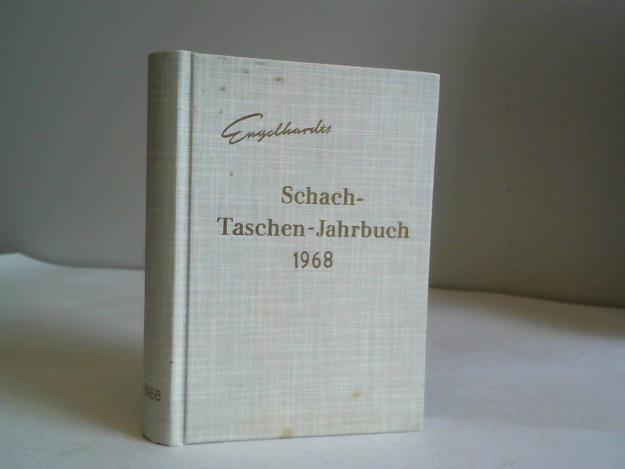 Engelhardts
Schach-
Taschen-Jahrbuch
1968
1968